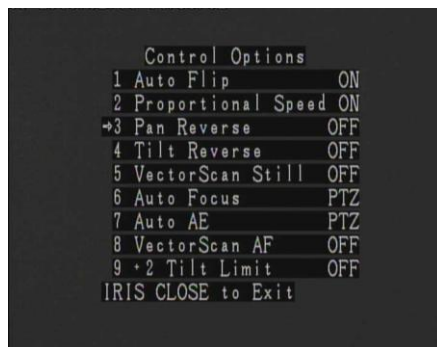 Control Options
1 Auto Flip ON
2 Proportional Speed ON
→3 Pan Reverse OFF
4 Tilt Reverse OFF
5 VectorScan Still OFF
6 Auto Focus PTZ
7 Auto AE PTZ
8 VectorScan AF OFF
9 +2 Tilt Limit OFF
IRIS CLOSE to Exit